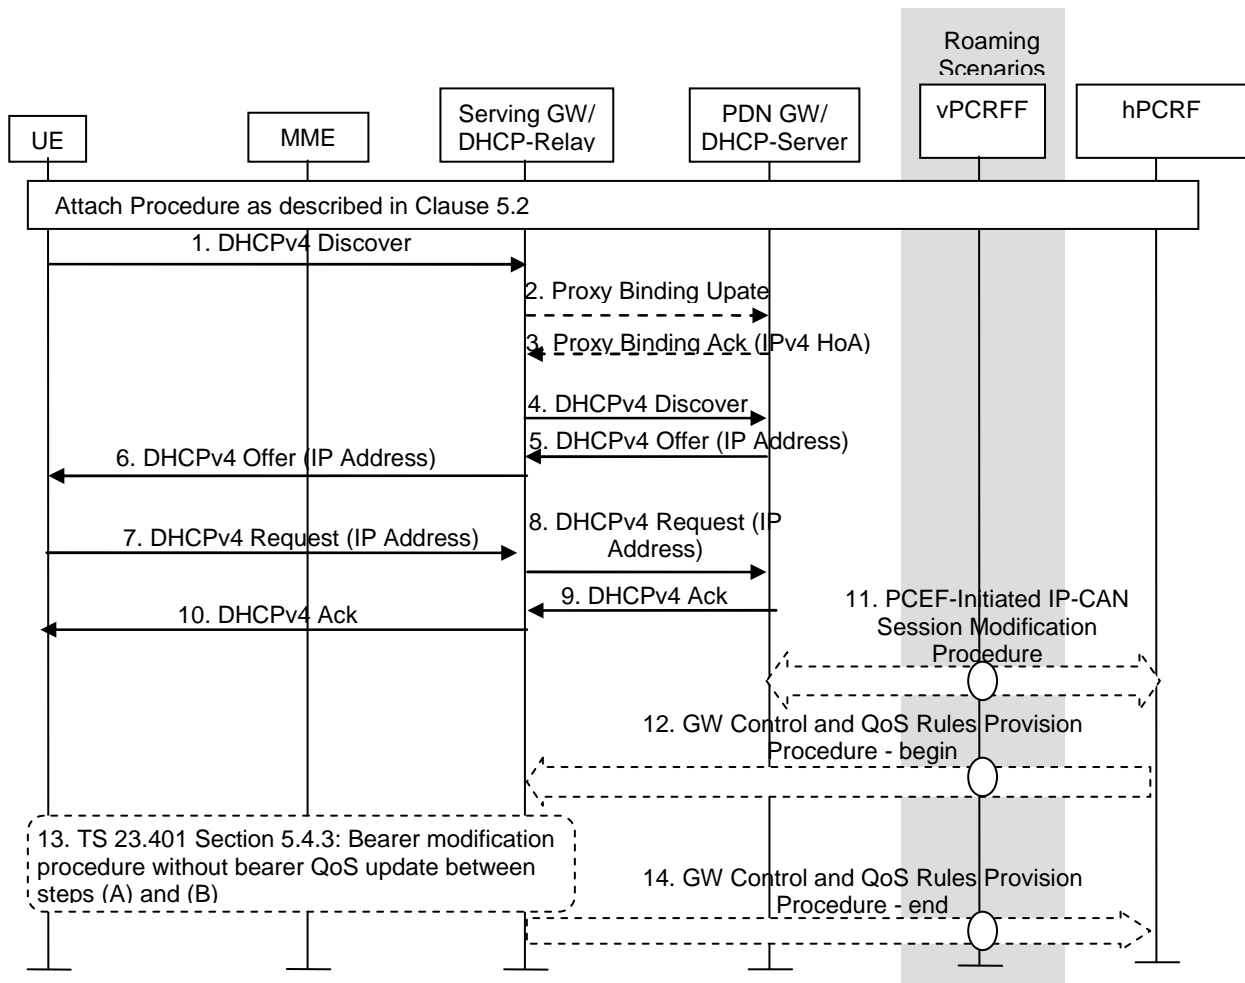 Roaming
Scenarios
UE
MME
Serving GW/
DHCP-Relay
PDN GW/
DHCP-Server
vPCRFF
hPCRF
Attach Procedure as described in Clause 5.2
1. DHCPv4 Discover
2. Proxy Binding Upate
3. Proxy Binding Ack (IPv4 HoA)
4. DHCPv4 Discover
5. DHCPv4 Offer (IP Address)
6. DHCPv4 Offer (IP Address)
7. DHCPv4 Request (IP Address)
8. DHCPv4 Request (IP
Address)
9. DHCPv4 Ack
10. DHCPv4 Ack
11. PCEF-Initiated IP-CAN
Session Modification
Procedure
12. GW Control and QoS Rules Provision
Procedure - begin
13. TS 23.401 Section 5.4.3: Bearer modification
procedure without bearer QoS update between
steps (A) and (B)
14. GW Control and QoS Rules Provision
Procedure - end